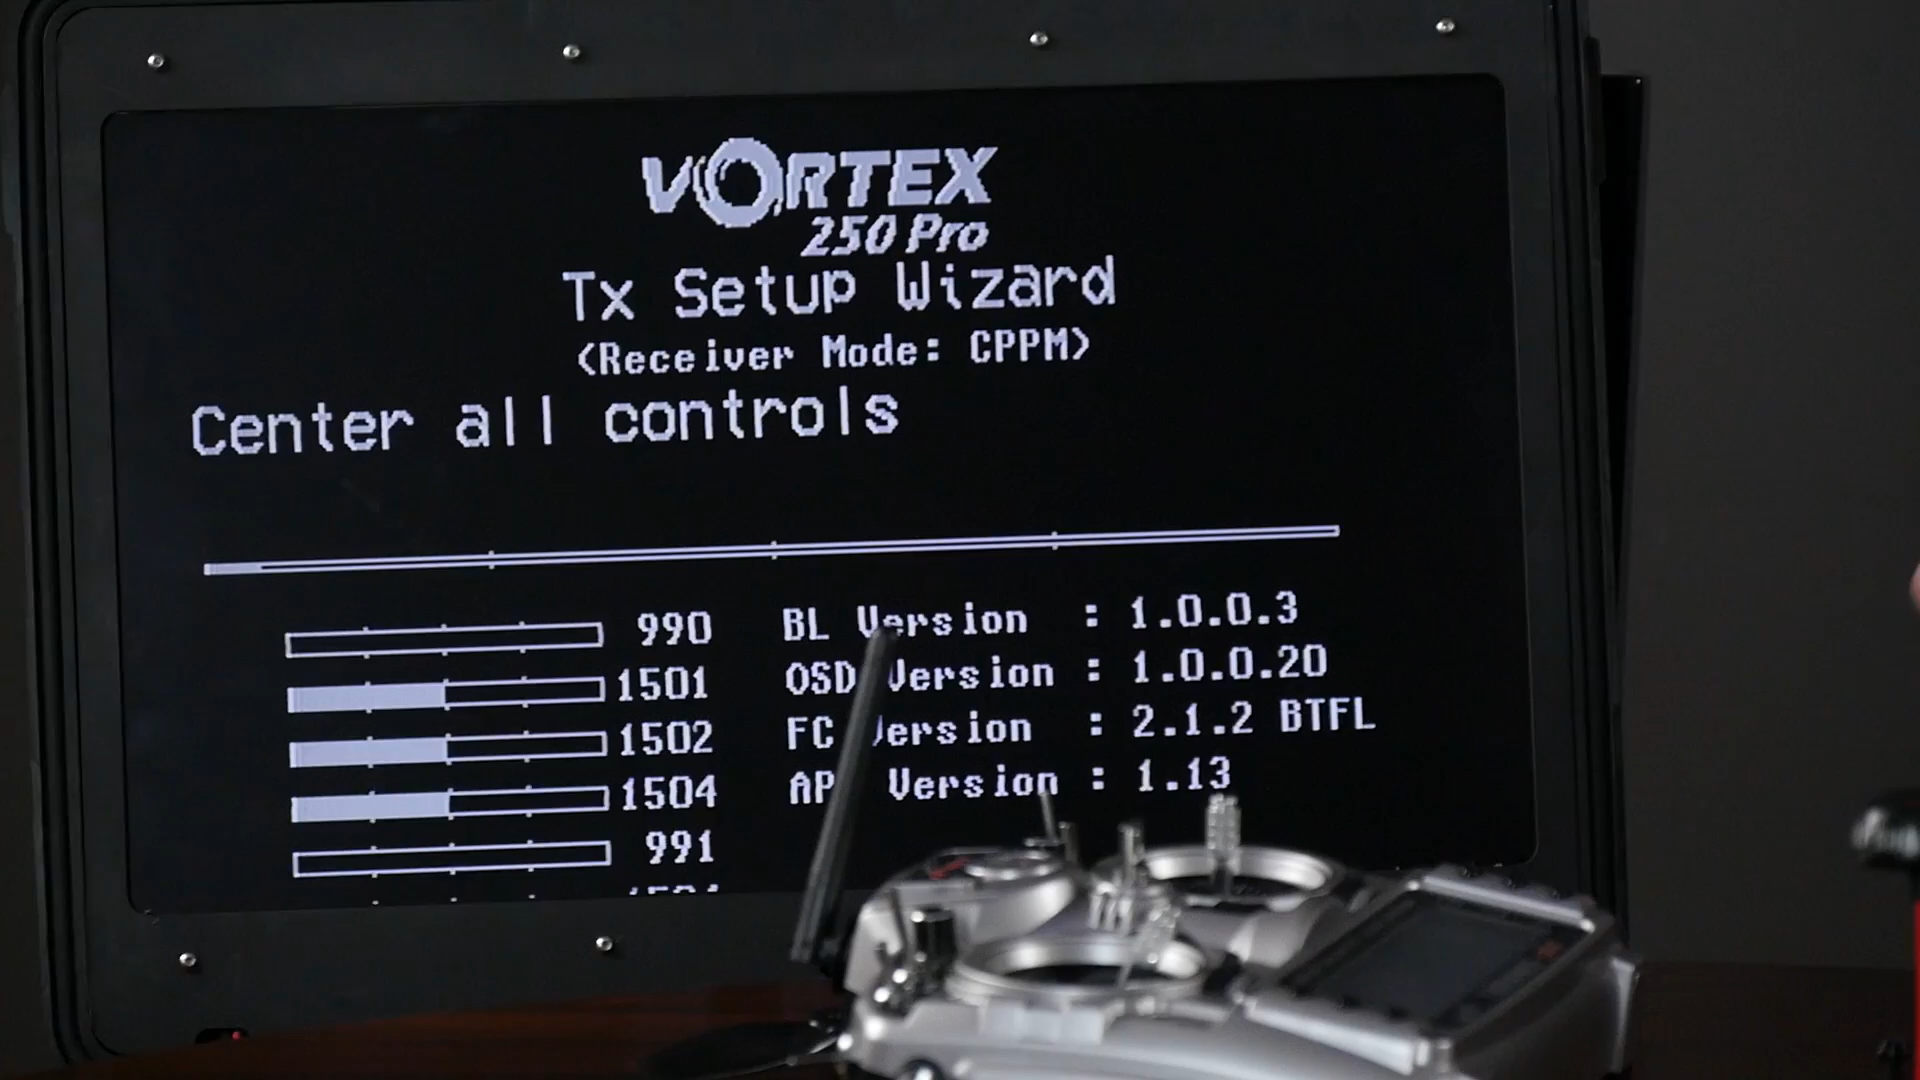 VORTEX
250 Pro
Tx Setup Wizard
<Receiver Mode: CPPM>
Center all controls
990 BL Version : 1.0.0.3
1501 OSD Version : 1.0.0.20
1502 FC Version : 2.1.2 BTFL
1504 Version : 1.13
991